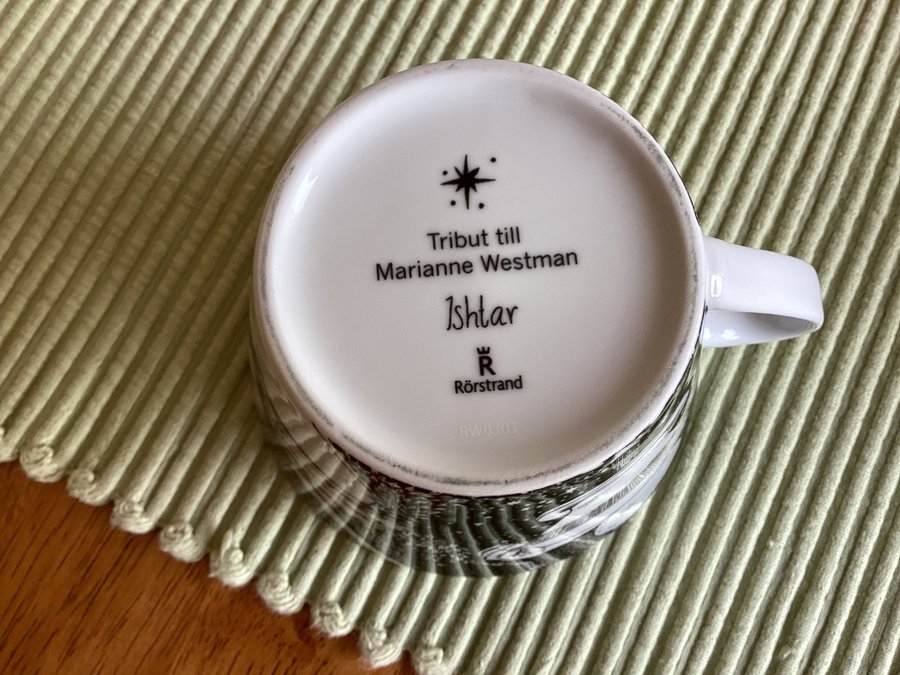 Tribut till
Marianne Westman
Ishtar
R
Rörstrand
RW0301